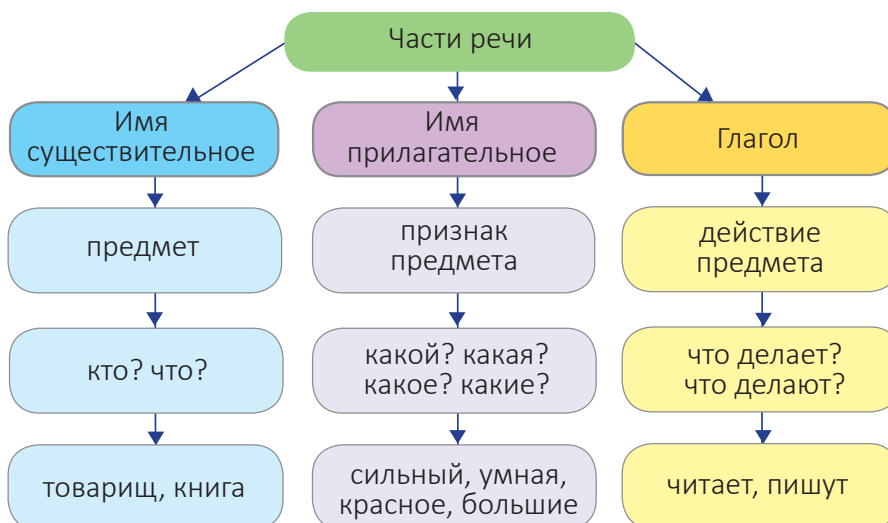 Части речи
Имя
существительное
Имя
прилагательное
Глагол
предмет
признак
предмета
действие
предмета
кто? что?
какой? какая?
какое? какие?
что делает?
что делают?
товарищ, книга
сильный, умная,
красное, большие
читает, пишут